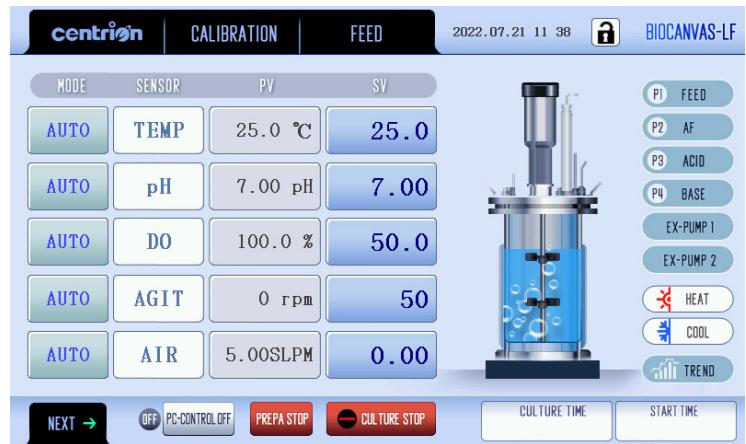 centrion CALIBRATION FEED 2022.07.21 11 38 BIOCANVAS-LF
MODE SENSOR PV SV
AUTO TEMP 25.0 ℃ 25.0
AUTO pH 7.00 pH 7.00
AUTO DO 100.0 % 50.0
AUTO AGIT 0 rpm 50
AUTO AIR 5.00SLPM 0.00
P1 FEED
P2 AF
P3 ACID
P4 BASE
EX-PUMP 1
EX-PUMP 2
HEAT
COOL
TREND
NEXT → OFF PC-CONTROL OFF PREPA STOP CULTURE STOP CULTURE TIME START TIME